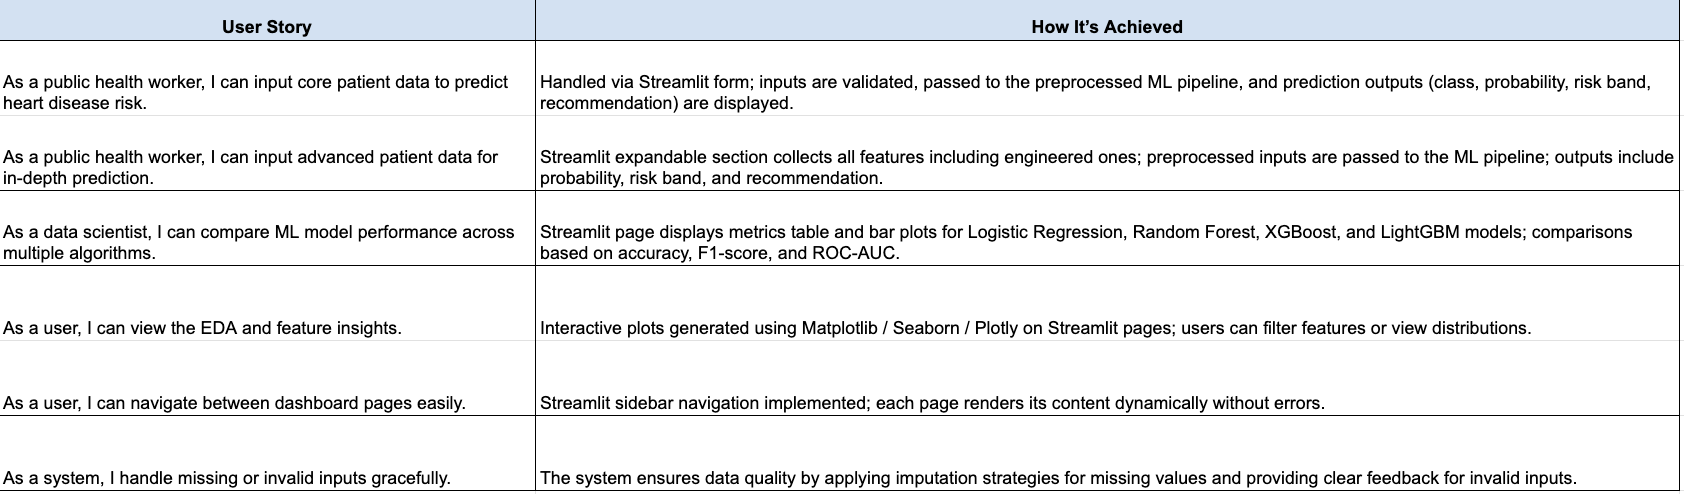 User Story
How It’s Achieved
As a public health worker, I can input core patient data to predict
heart disease risk.
Handled via Streamlit form; inputs are validated, passed to the preprocessed ML pipeline, and prediction outputs (class, probability, risk band,
recommendation) are displayed.
As a public health worker, I can input advanced patient data for
in-depth prediction.
Streamlit expandable section collects all features including engineered ones; preprocessed inputs are passed to the ML pipeline; outputs include
probability, risk band, and recommendation.
As a data scientist, I can compare ML model performance across
multiple algorithms.
Streamlit page displays metrics table and bar plots for Logistic Regression, Random Forest, XGBoost, and LightGBM models; comparisons
based on accuracy, F1-score, and ROC-AUC.
As a user, I can view the EDA and feature insights.
Interactive plots generated using Matplotlib / Seaborn / Plotly on Streamlit pages; users can filter features or view distributions.
As a user, I can navigate between dashboard pages easily.
Streamlit sidebar navigation implemented; each page renders its content dynamically without errors.
As a system, I handle missing or invalid inputs gracefully.
The system ensures data quality by applying imputation strategies for missing values and providing clear feedback for invalid inputs.